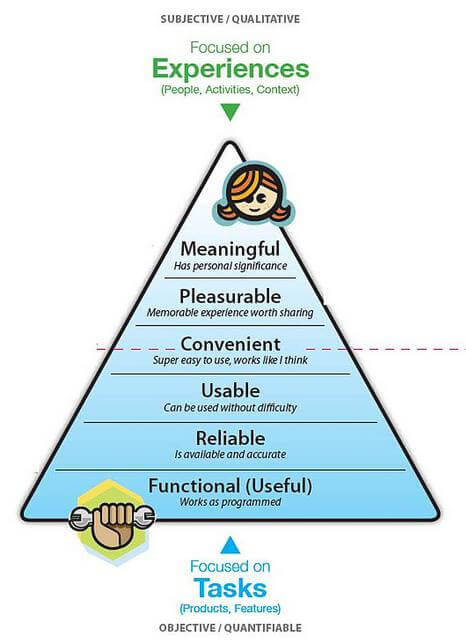 SUBJECTIVE / QUALITATIVE
Focused on
Experiences
(People, Activities, Context)
Meaningful
Has personal significance
Pleasurable
Memorable experience worth sharing
Convenient
Super easy to use, works like I think
Usable
Can be used without difficulty
Reliable
Is available and accurate
Functional (Useful)
Works as programmed
Focused on
Tasks
(Products, Features)
OBJECTIVE / QUANTIFIABLE